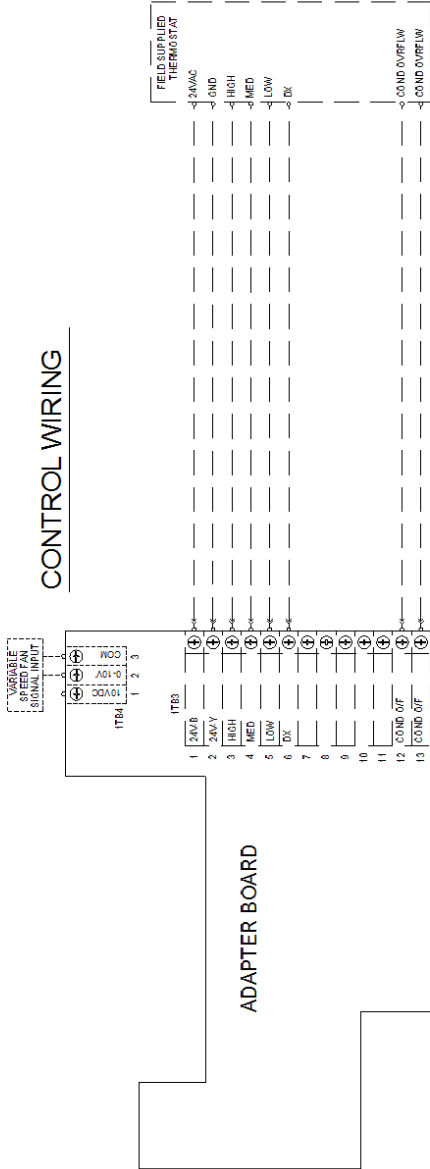 FIELD SUPPLIED
THERMOSTAT
24VAC
GND
HIGH
MED
LOW
DX
COND OVRFLW
COND OVRFLW
CONTROL WIRING
VARIABLE
SPEED FAN
SIGNAL INPUT
COM
0-10V
10VDC
3
2
1
1TB4
1TB3
1 24V-B
2 24V-Y
3 HIGH
4 MED
5 LOW
6 DX
7
8
9
10
11
12 COND O/F
13 COND O/F
ADAPTER BOARD